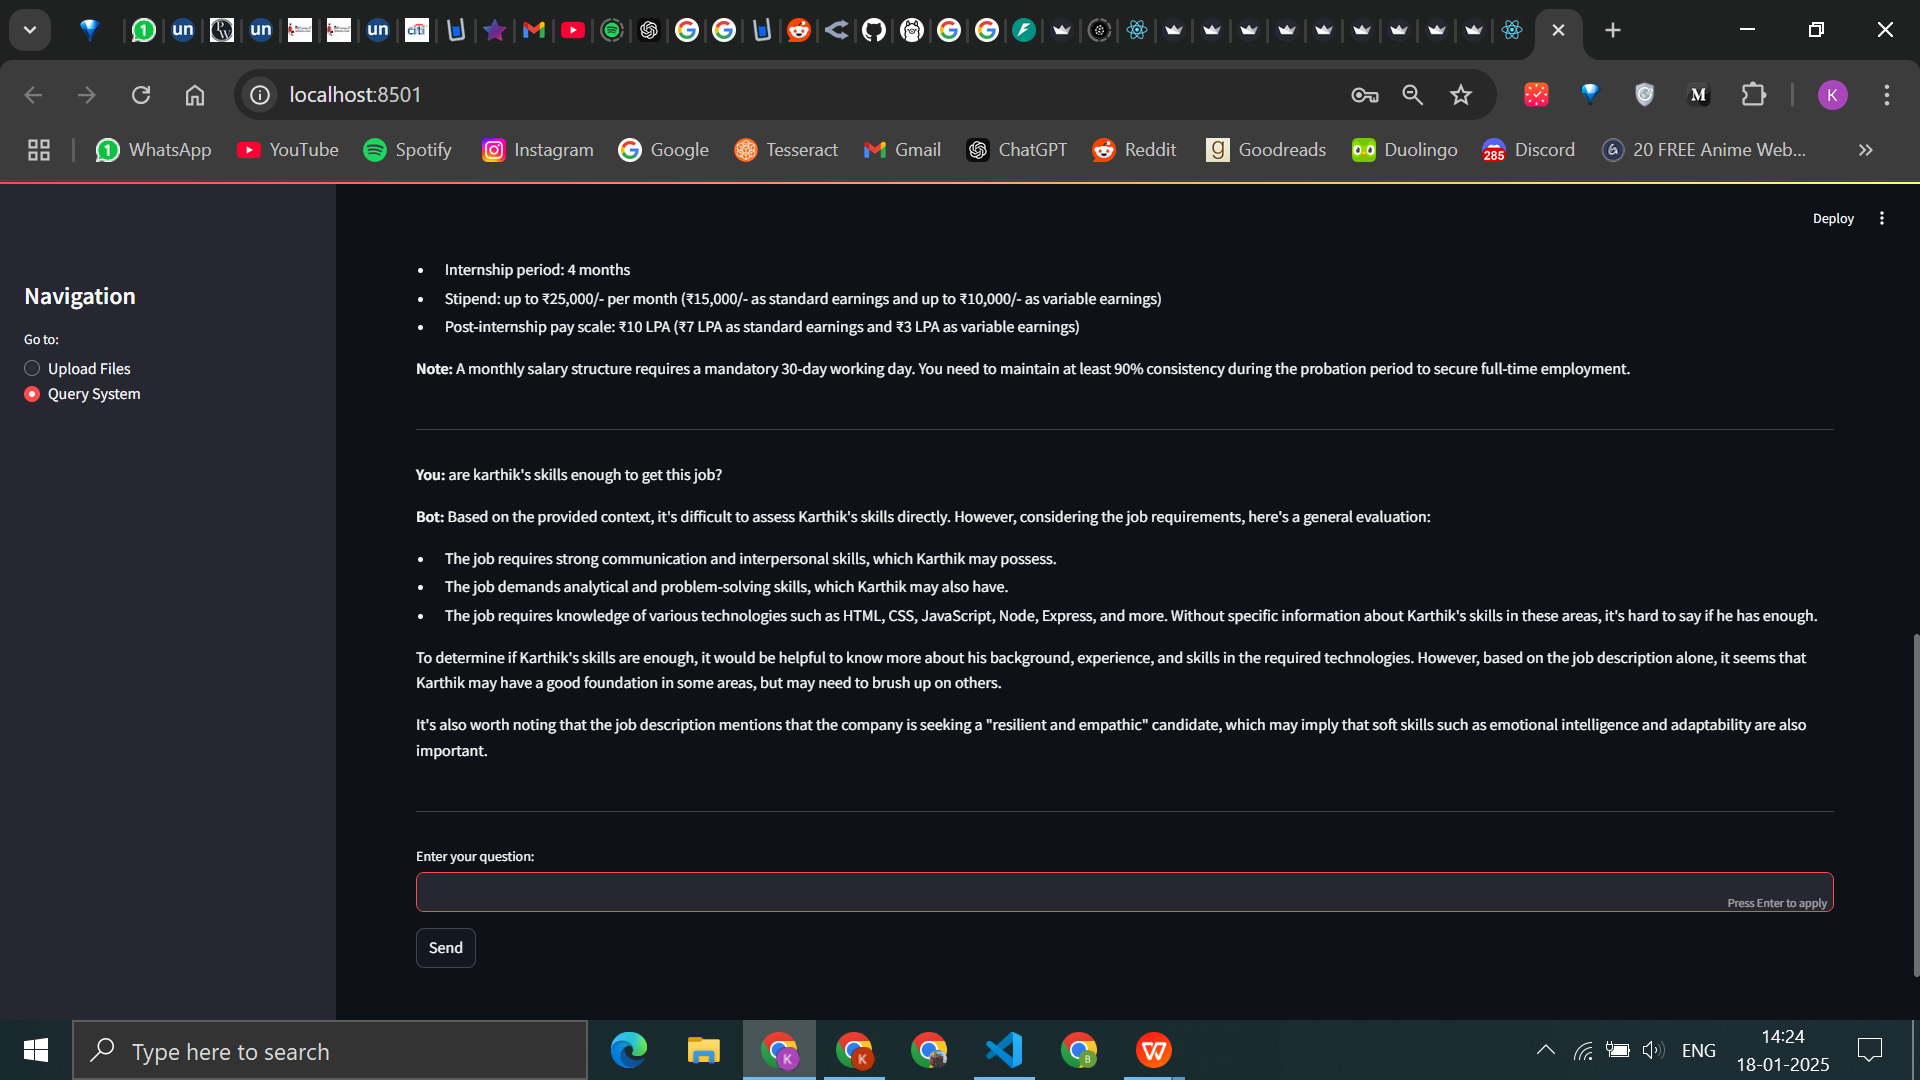 localhost:8501
K
WhatsApp
YouTube
Spotify
Instagram
Google
Tesseract
Gmail
ChatGPT
Reddit
Goodreads
Duolingo
285
Discord
20 FREE Anime Web...
Deploy
Navigation
Go to:
Upload Files
Query System
• Internship period: 4 months
• Stipend: up to ₹25,000/- per month (₹15,000/- as standard earnings and up to ₹10,000/- as variable earnings)
• Post-internship pay scale: ₹10 LPA (₹7 LPA as standard earnings and ₹3 LPA as variable earnings)
Note: A monthly salary structure requires a mandatory 30-day working day. You need to maintain at least 90% consistency during the probation period to secure full-time employment.
You: are karthik's skills enough to get this job?
Bot: Based on the provided context, it's difficult to assess Karthik's skills directly. However, considering the job requirements, here's a general evaluation:
• The job requires strong communication and interpersonal skills, which Karthik may possess.
• The job demands analytical and problem-solving skills, which Karthik may also have.
• The job requires knowledge of various technologies such as HTML, CSS, JavaScript, Node, Express, and more. Without specific information about Karthik's skills in these areas, it's hard to say if he has enough.
To determine if Karthik's skills are enough, it would be helpful to know more about his background, experience, and skills in the required technologies. However, based on the job description alone, it seems that
Karthik may have a good foundation in some areas, but may need to brush up on others.
It's also worth noting that the job description mentions that the company is seeking a "resilient and empathic" candidate, which may imply that soft skills such as emotional intelligence and adaptability are also
important.
Enter your question:
Press Enter to apply
Send
Type here to search
ENG
14:24
18-01-2025